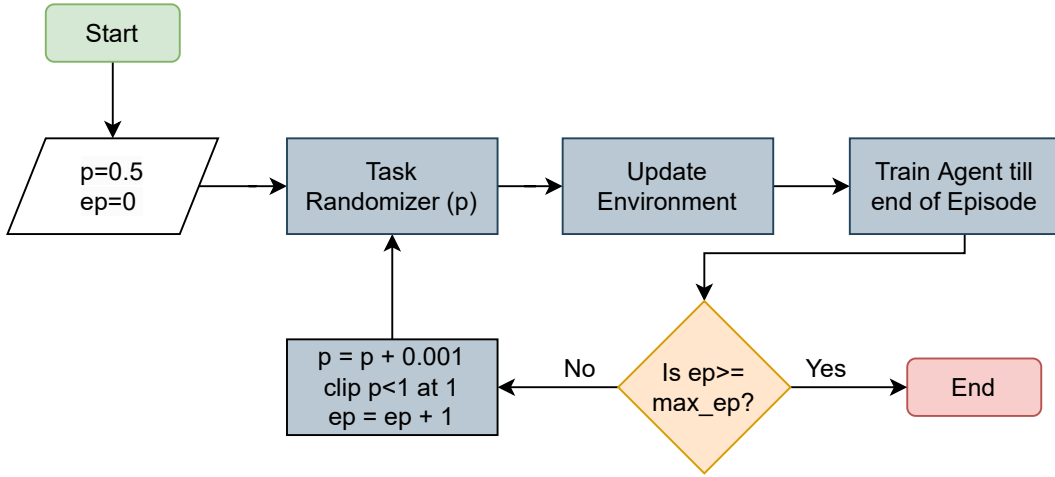 Start
p=0.5
ep=0
Task
Randomizer (p)
Update
Environment
Train Agent till
end of Episode
p = p + 0.001
clip p<1 at 1
ep = ep + 1
No
Is ep>=
max_ep?
Yes
End